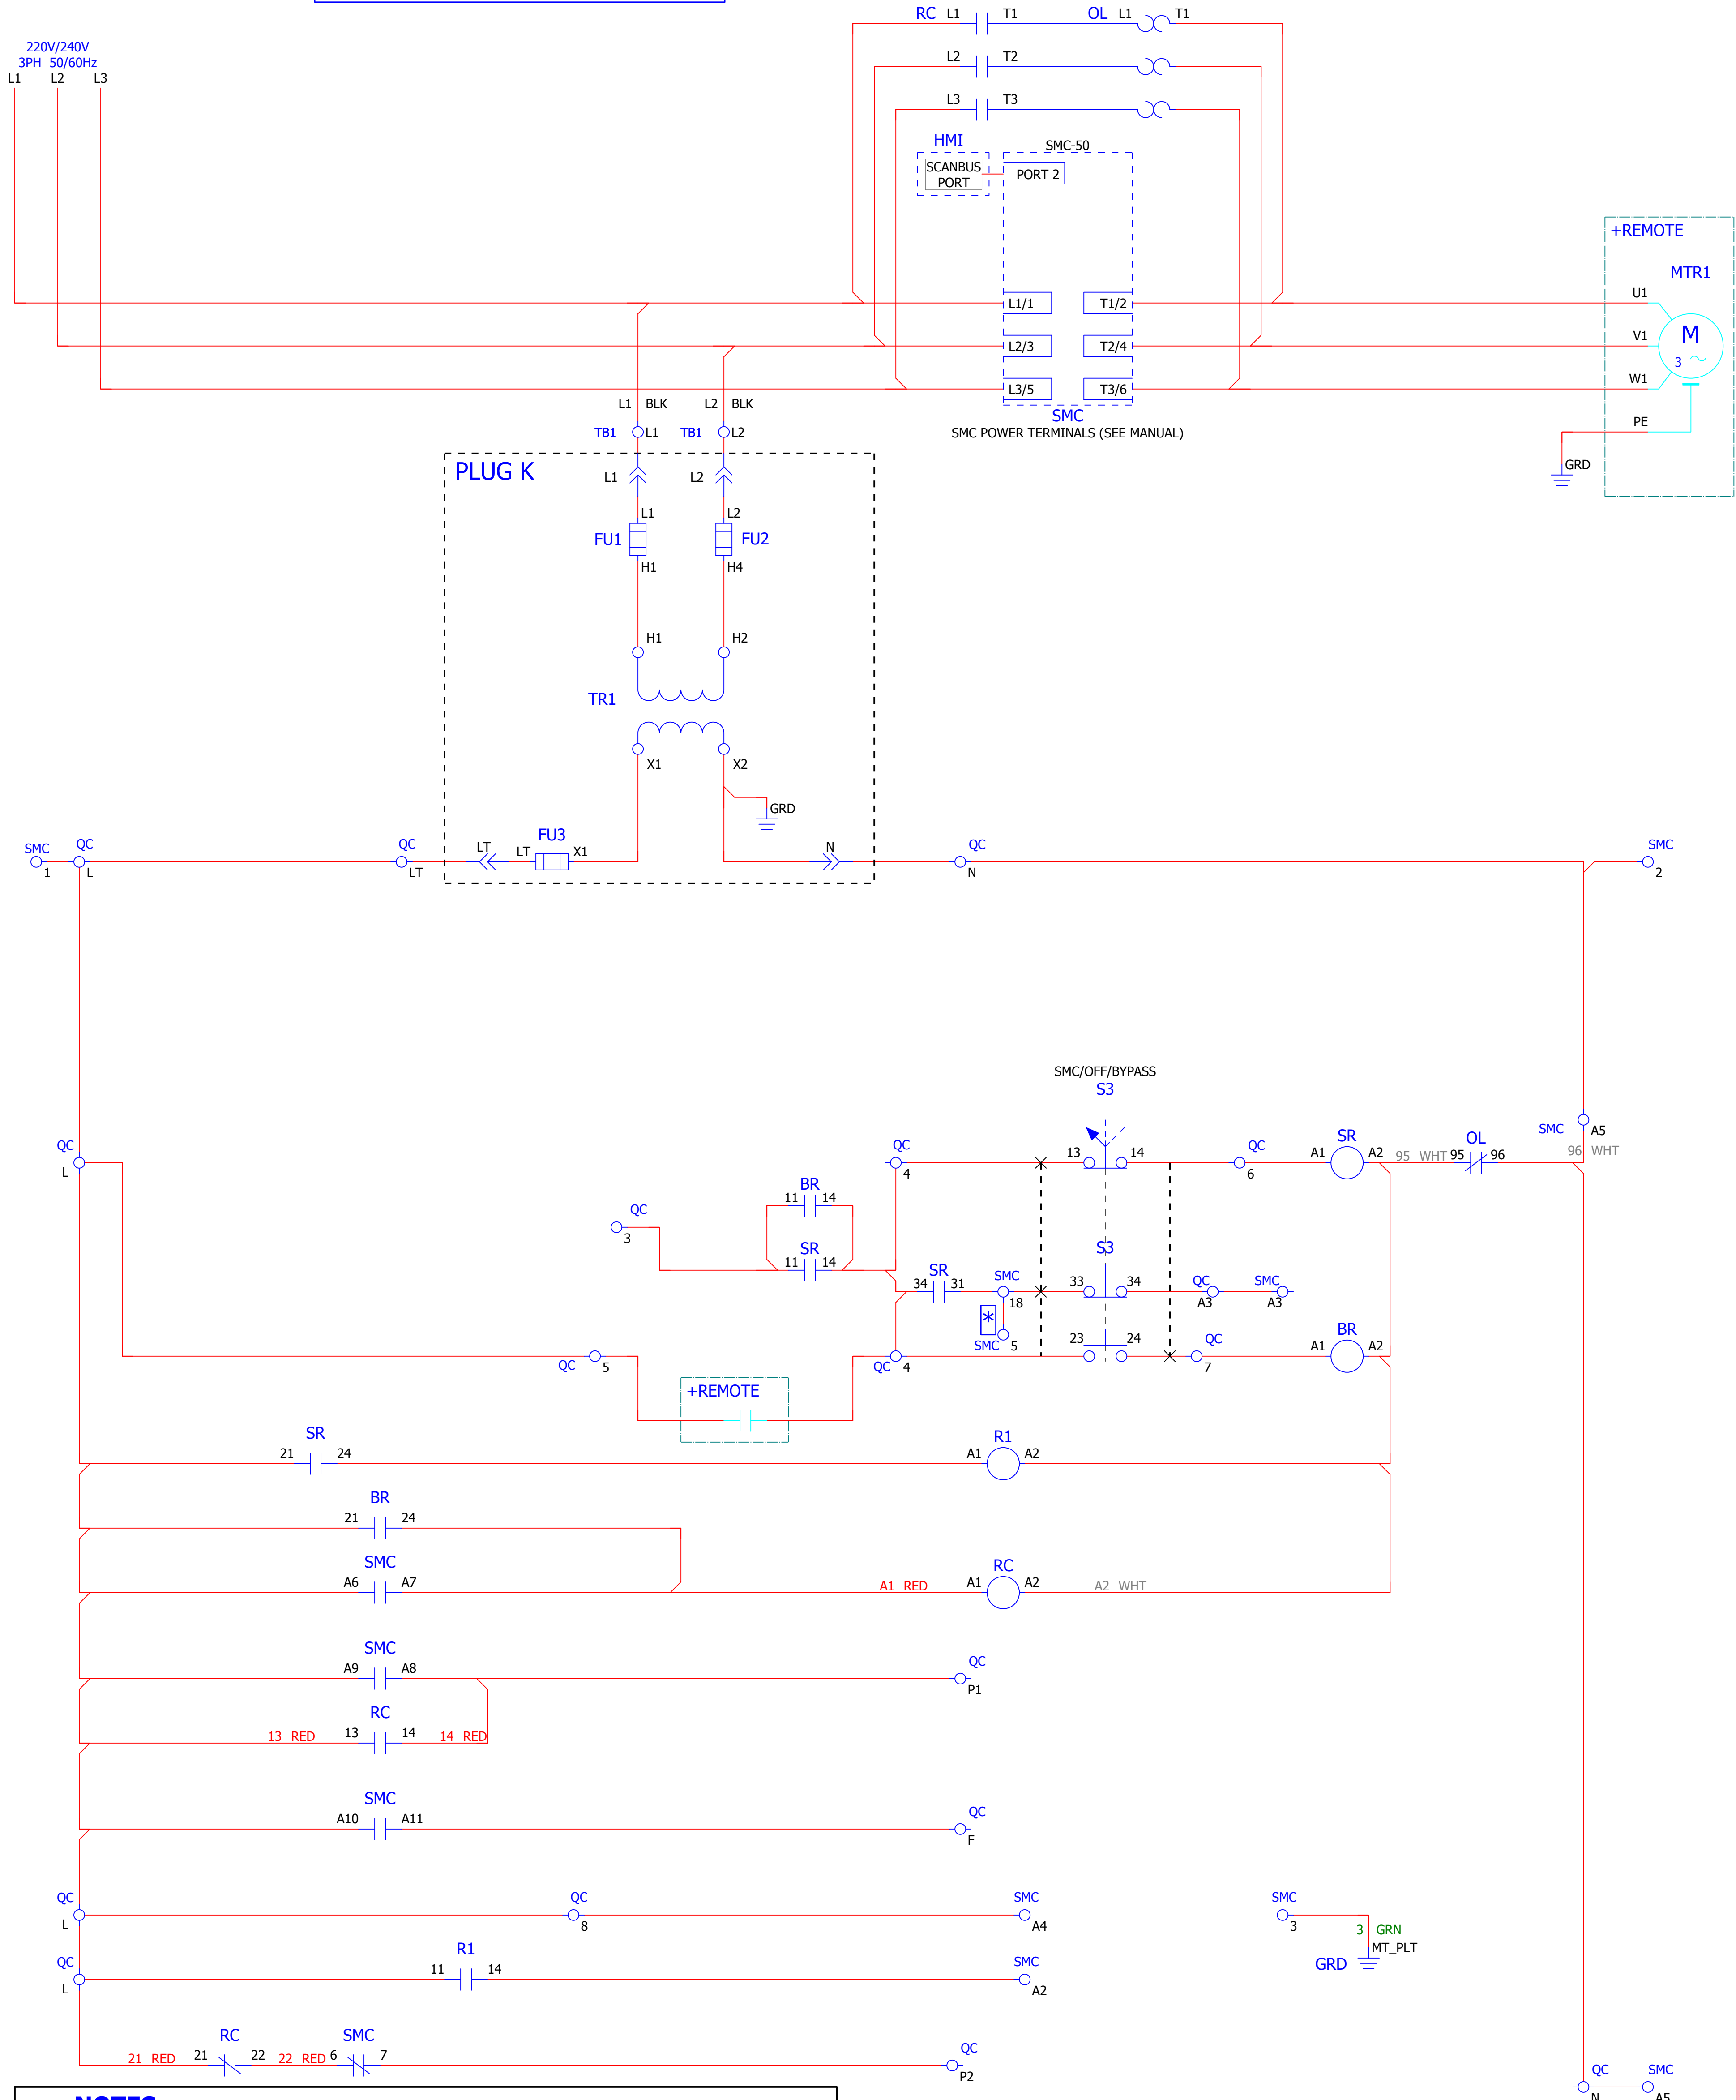 RC L1 T1 OL L1 T1
220V/240V
3PH 50/60Hz
L1 L2 L3
L2 T2
L3 T3
HMI
SMC-50
SCANBUS
PORT
PORT 2
+REMOTE
MTR1
L1/1 T1/2 U1
L2/3 T2/4 V1
M
3
L3/5 T3/6 W1
L1 BLK L2 BLK
SMC
SMC POWER TERMINALS (SEE MANUAL)
PE
TB1 L1 TB1 L2
GRD
PLUG K
L1 L2
L1 L2
FU1 FU2
H1 H4
H1 H2
TR1
X1 X2
GRD
SMC QC QC FU3 QC SMC
LT LT X1 N
1 L LT N 2
SMC/OFF/BYPASS
S3
SMC A5
QC QC 13 14 QC SR OL
A1 A2 95 WHT 95 96 96 WHT
L 4 6
BR
11 14
QC
3
SR
11 14
S3
SR
34 31 SMC 33 34 QC SMC
18 A3 A3
*
SMC 5
23 24 QC BR
A1 A2
QC 5 QC 4 7
+REMOTE
SR R1
21 24 A1 A2
BR
21 24
SMC RC
A6 A7 A1 RED A1 A2 A2 WHT
SMC QC
A9 A8 P1
RC
13 RED 13 14 14 RED
SMC QC
A10 A11 F
QC QC SMC SMC
L 8 A4 3
3 GRN
MT_PLT
GRD
QC R1 SMC
11 14
L A2
RC SMC QC
21 RED 21 22 22 RED 6 7
P2
QC SMC
N A5
NOTES